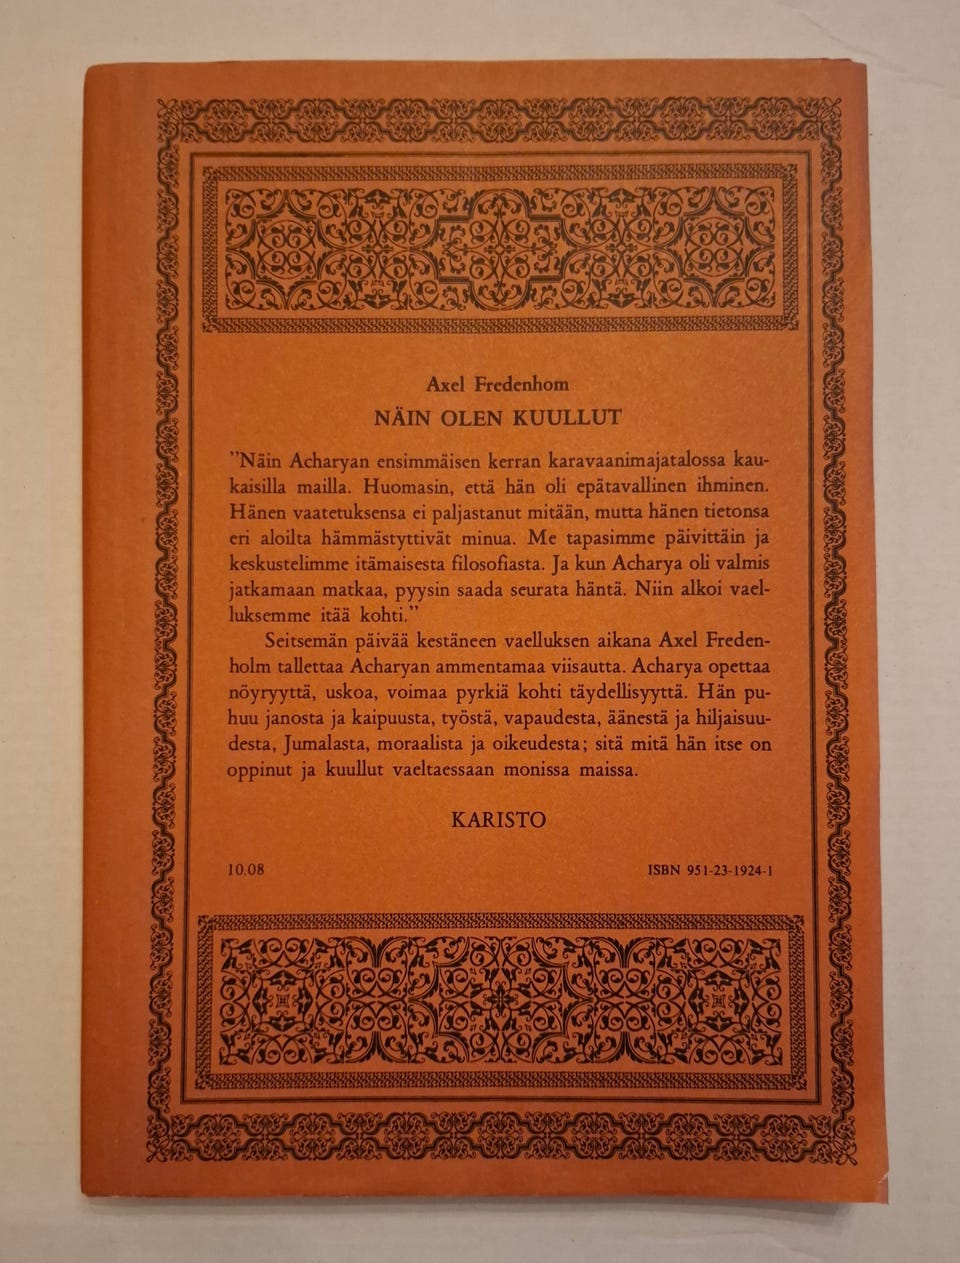 Axel Fredenhom
NÄIN OLEN KUULLUT
"Näin Acharyan ensimmäisen kerran karavaanimajatalossa kau-
kaisilla mailla. Huomasin, että hän oli epätavallinen ihminen.
Hänen vaatetuksensa ei paljastanut mitään, mutta hänen tietonsa
eri aloilta hämmästyttivät minua. Me tapasimme päivittäin ja
keskustelimme itämaisesta filosofiasta. Ja kun Acharya oli valmis
jatkamaan matkaa, pyysin saada seurata häntä. Niin alkoi vael-
luksemme itää kohti."
Seitsemän päivää kestäneen vaelluksen aikana Axel Freden-
holm tallettaa Acharyan ammentamaa viisautta. Acharya opettaa
nöyryyttä, uskoa, voimaa pyrkiä kohti täydellisyyttä. Hän pu-
huu janosta ja kaipuusta, työstä, vapaudesta, äänestä ja hiljaisuu-
desta, Jumalasta, moraalista ja oikeudesta; sitä mitä hän itse on
oppinut ja kuullut vaeltaessaan monissa maissa.
KARISTO
10.08
ISBN 951-23-1924-1